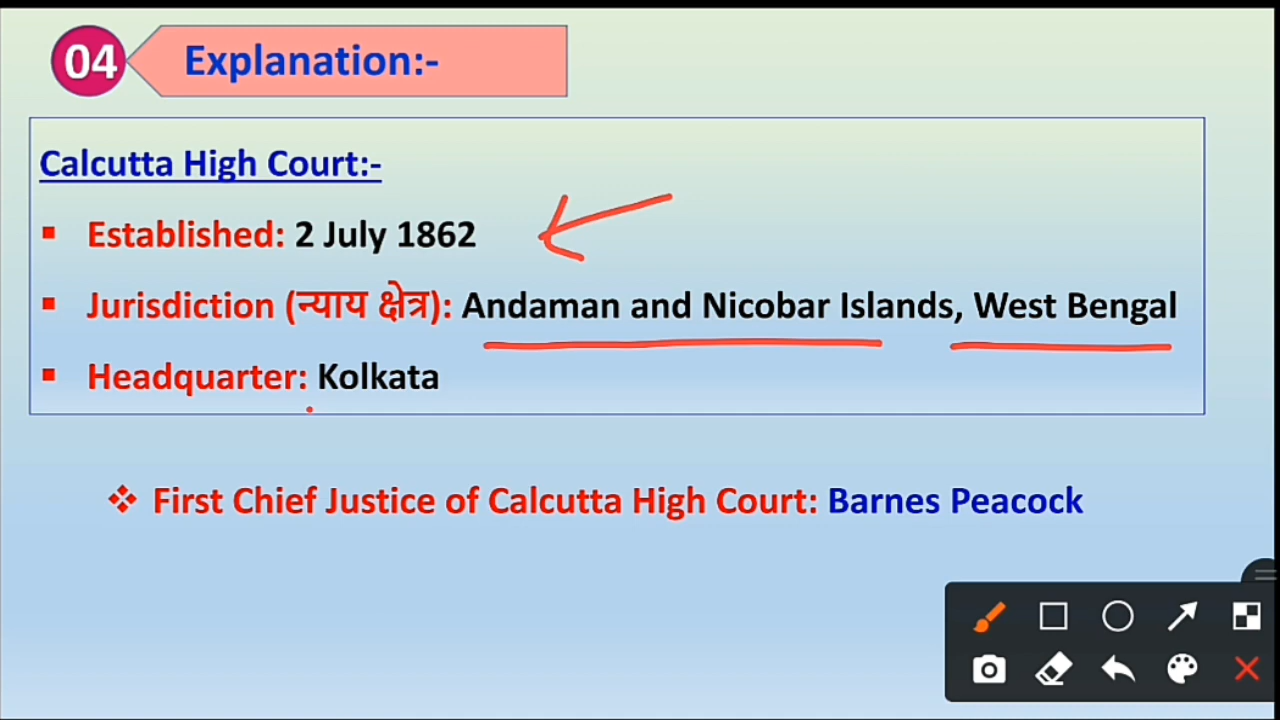 04 Explanation:-
Calcutta High Court:-
▪ Established: 2 July 1862
▪ Jurisdiction (न्याय क्षेत्र): Andaman and Nicobar Islands, West Bengal
▪ Headquarter: Kolkata
❖ First Chief Justice of Calcutta High Court: Barnes Peacock